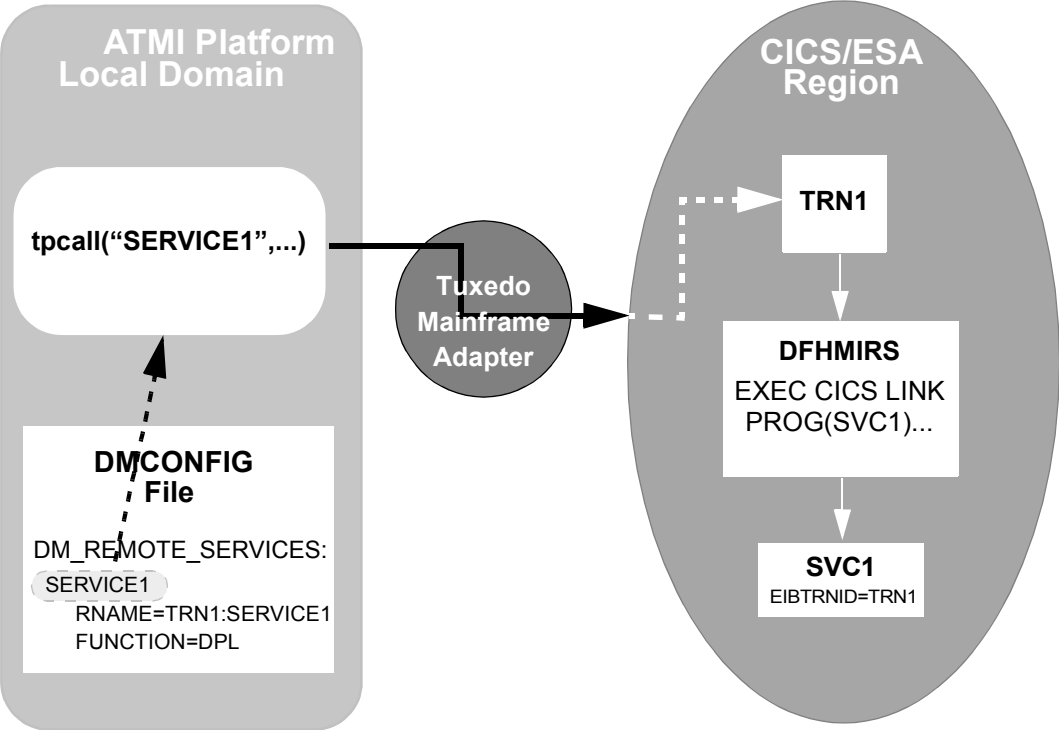 ATMI Platform
Local Domain
tpcall(“SERVICE1”,...)
DMCONFIG
File
DM_REMOTE_SERVICES:
SERVICE1
RNAME=TRN1:SERVICE1
FUNCTION=DPL
Tuxedo
Mainframe
Adapter
CICS/ESA
Region
TRN1
DFHMIRS
EXEC CICS LINK
PROG(SVC1)...
SVC1
EIBTRNID=TRN1